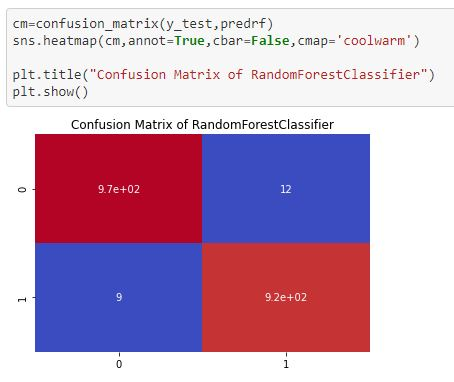 cm=confusion_matrix(y_test,predrf)
sns.heatmap(cm,annot=True,cbar=False,cmap='coolwarm')
plt.title("Confusion Matrix of RandomForestClassifier")
plt.show()
Confusion Matrix of RandomForestClassifier
0 9.7e+02 12
1 9 9.2e+02
0 1